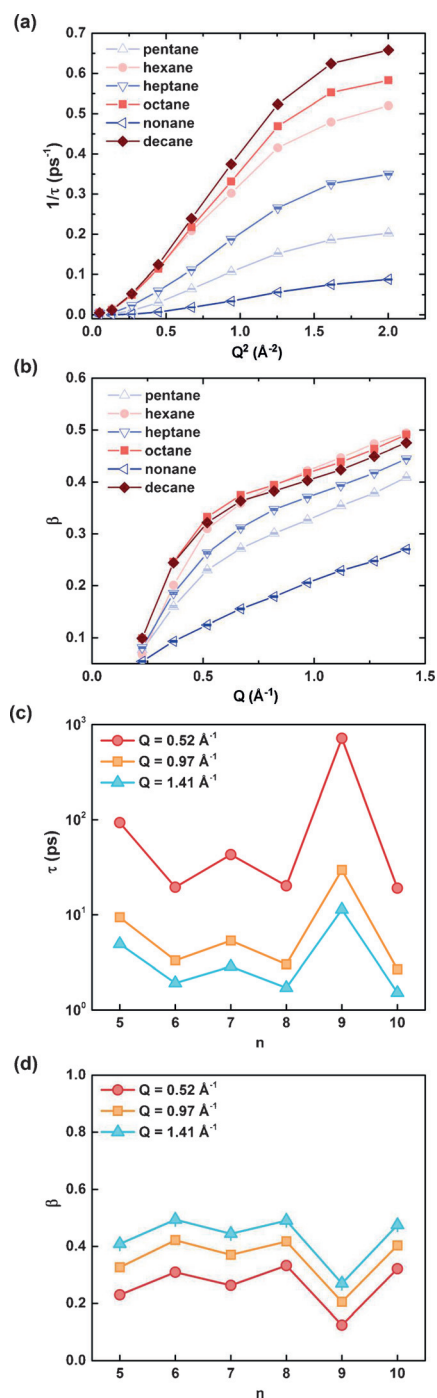 (a)
0.7
0.6
0.5
0.4
0.3
0.2
0.1
0.0
1/τ (ps⁻¹)
pentane
hexane
heptane
octane
nonane
decane
0.0 0.5 1.0 1.5 2.0
Q² (Å⁻²)
(b)
0.6
0.5
0.4
0.3
0.2
0.1
β
pentane
hexane
heptane
octane
nonane
decane
0.0 0.5 1.0 1.5
Q (Å⁻¹)
(c)
10³
10²
10¹
10⁰
τ (ps)
Q = 0.52 Å⁻¹
Q = 0.97 Å⁻¹
Q = 1.41 Å⁻¹
5 6 7 8 9 10
n
(d)
1.0
0.8
0.6
0.4
0.2
0.0
β
Q = 0.52 Å⁻¹
Q = 0.97 Å⁻¹
Q = 1.41 Å⁻¹
5 6 7 8 9 10
n